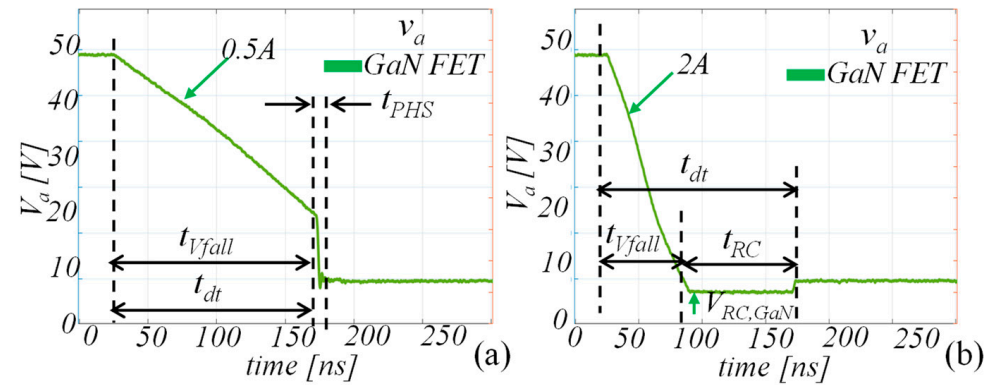 50
40
30
20
10
0
V_a [V]
0.5A
v_a
GaN FET
t_PHS
t_Vfall
t_dt
0 50 100 150 200 250
time [ns]
(a)
50
40
30
20
10
0
V_a [V]
2A
v_a
GaN FET
t_dt
t_Vfall
t_RC
V_RC,GaN
0 50 100 150 200 250
time [ns]
(b)